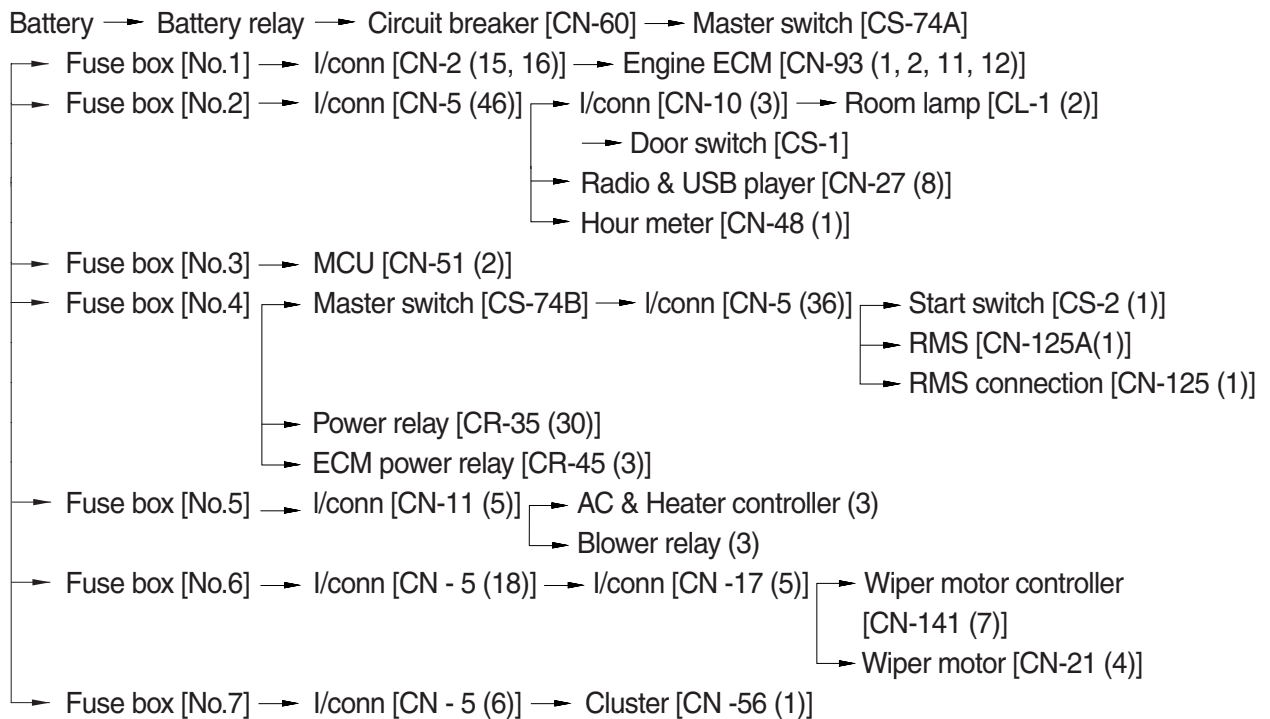 Battery → Battery relay → Circuit breaker [CN-60] → Master switch [CS-74A]
Fuse box [No.1] → I/conn [CN-2 (15, 16)] → Engine ECM [CN-93 (1, 2, 11, 12)]
Fuse box [No.2] → I/conn [CN-5 (46)] → I/conn [CN-10 (3)] → Room lamp [CL-1 (2)]
→ Door switch [CS-1]
→ Radio & USB player [CN-27 (8)]
→ Hour meter [CN-48 (1)]
Fuse box [No.3] → MCU [CN-51 (2)]
Fuse box [No.4] → Master switch [CS-74B] → I/conn [CN-5 (36)] → Start switch [CS-2 (1)]
→ RMS [CN-125A(1)]
→ RMS connection [CN-125 (1)]
→ Power relay [CR-35 (30)]
→ ECM power relay [CR-45 (3)]
Fuse box [No.5] → I/conn [CN-11 (5)] → AC & Heater controller (3)
→ Blower relay (3)
Fuse box [No.6] → I/conn [CN - 5 (18)] → I/conn [CN -17 (5)] → Wiper motor controller
[CN-141 (7)]
→ Wiper motor [CN-21 (4)]
Fuse box [No.7] → I/conn [CN - 5 (6)] → Cluster [CN -56 (1)]